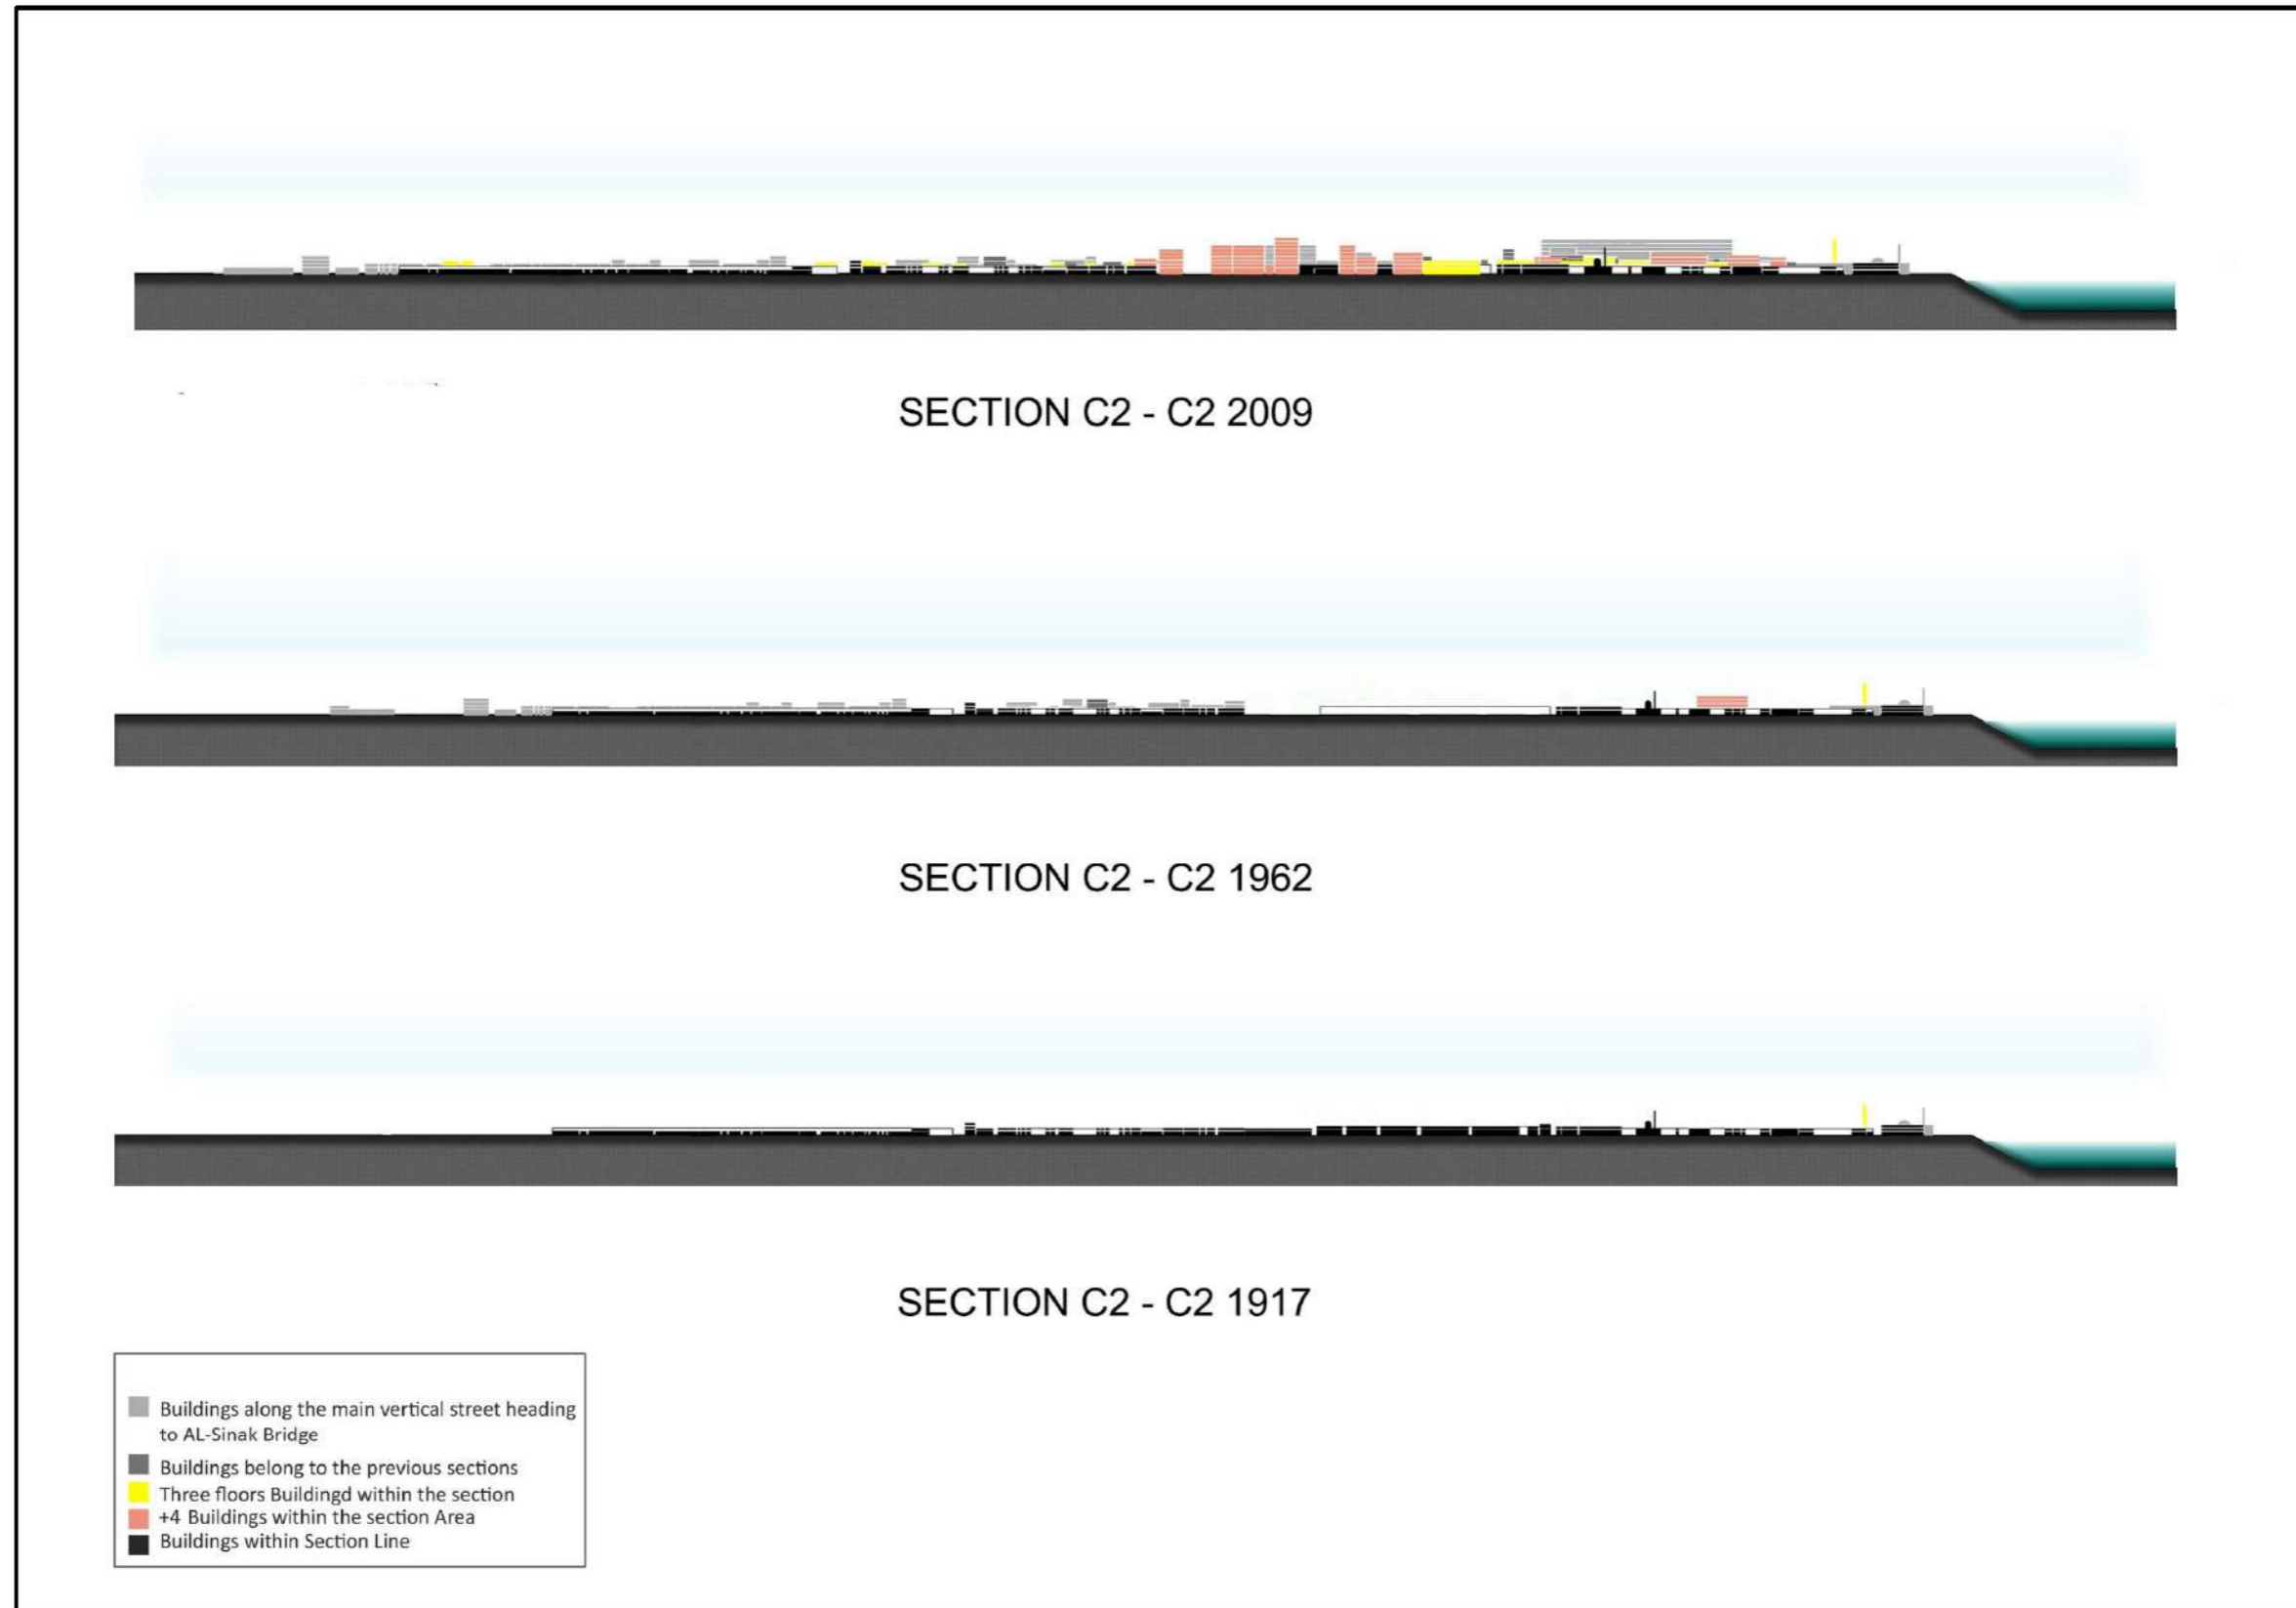 SECTION C2 - C2 2009
SECTION C2 - C2 1962
SECTION C2 - C2 1917
Buildings along the main vertical street heading
to AL-Sinak Bridge
Buildings belong to the previous sections
Three floors Buildingd within the section
+4 Buildings within the section Area
Buildings within Section Line